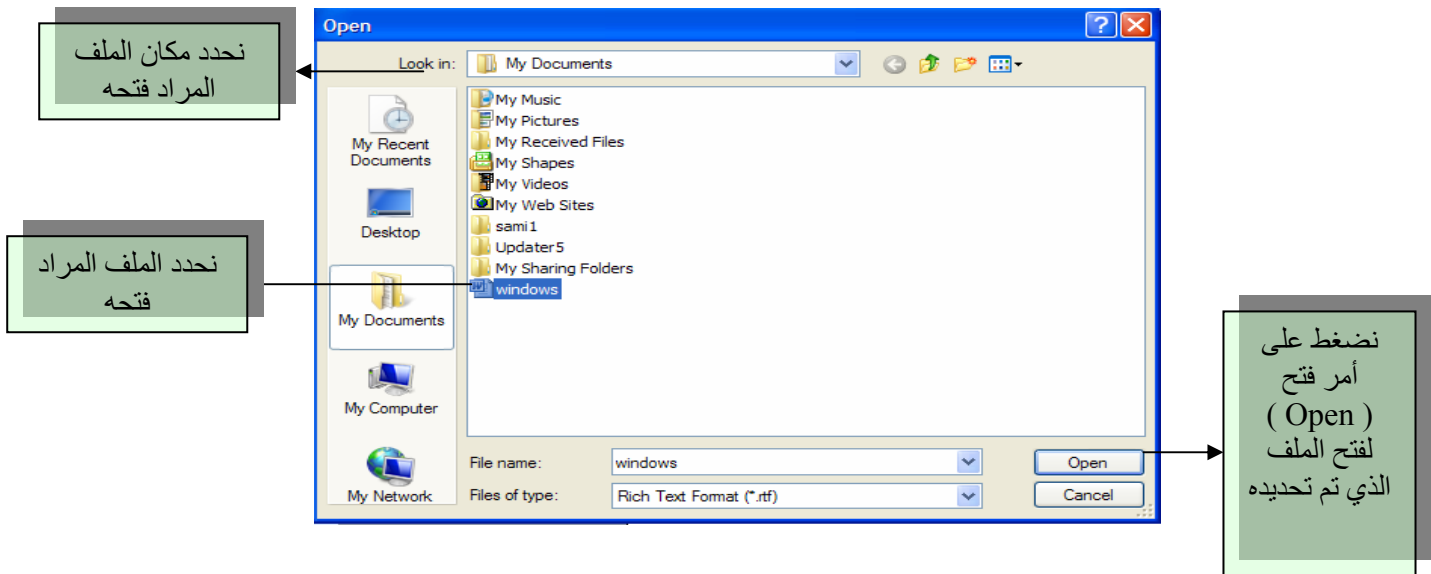 Open
نحدد مكان الملف
المراد فتحه
Look in:
My Documents
My Recent
Documents
Desktop
My Documents
My Computer
My Network
My Music
My Pictures
My Received Files
My Shapes
My Videos
My Web Sites
sami1
Updater5
My Sharing Folders
windows
نحدد الملف المراد
فتحه
File name:
windows
Open
Files of type:
Rich Text Format (*.rtf)
Cancel
نضغط على
أمر فتح
( Open )
لفتح الملف
الذي تم تحديده